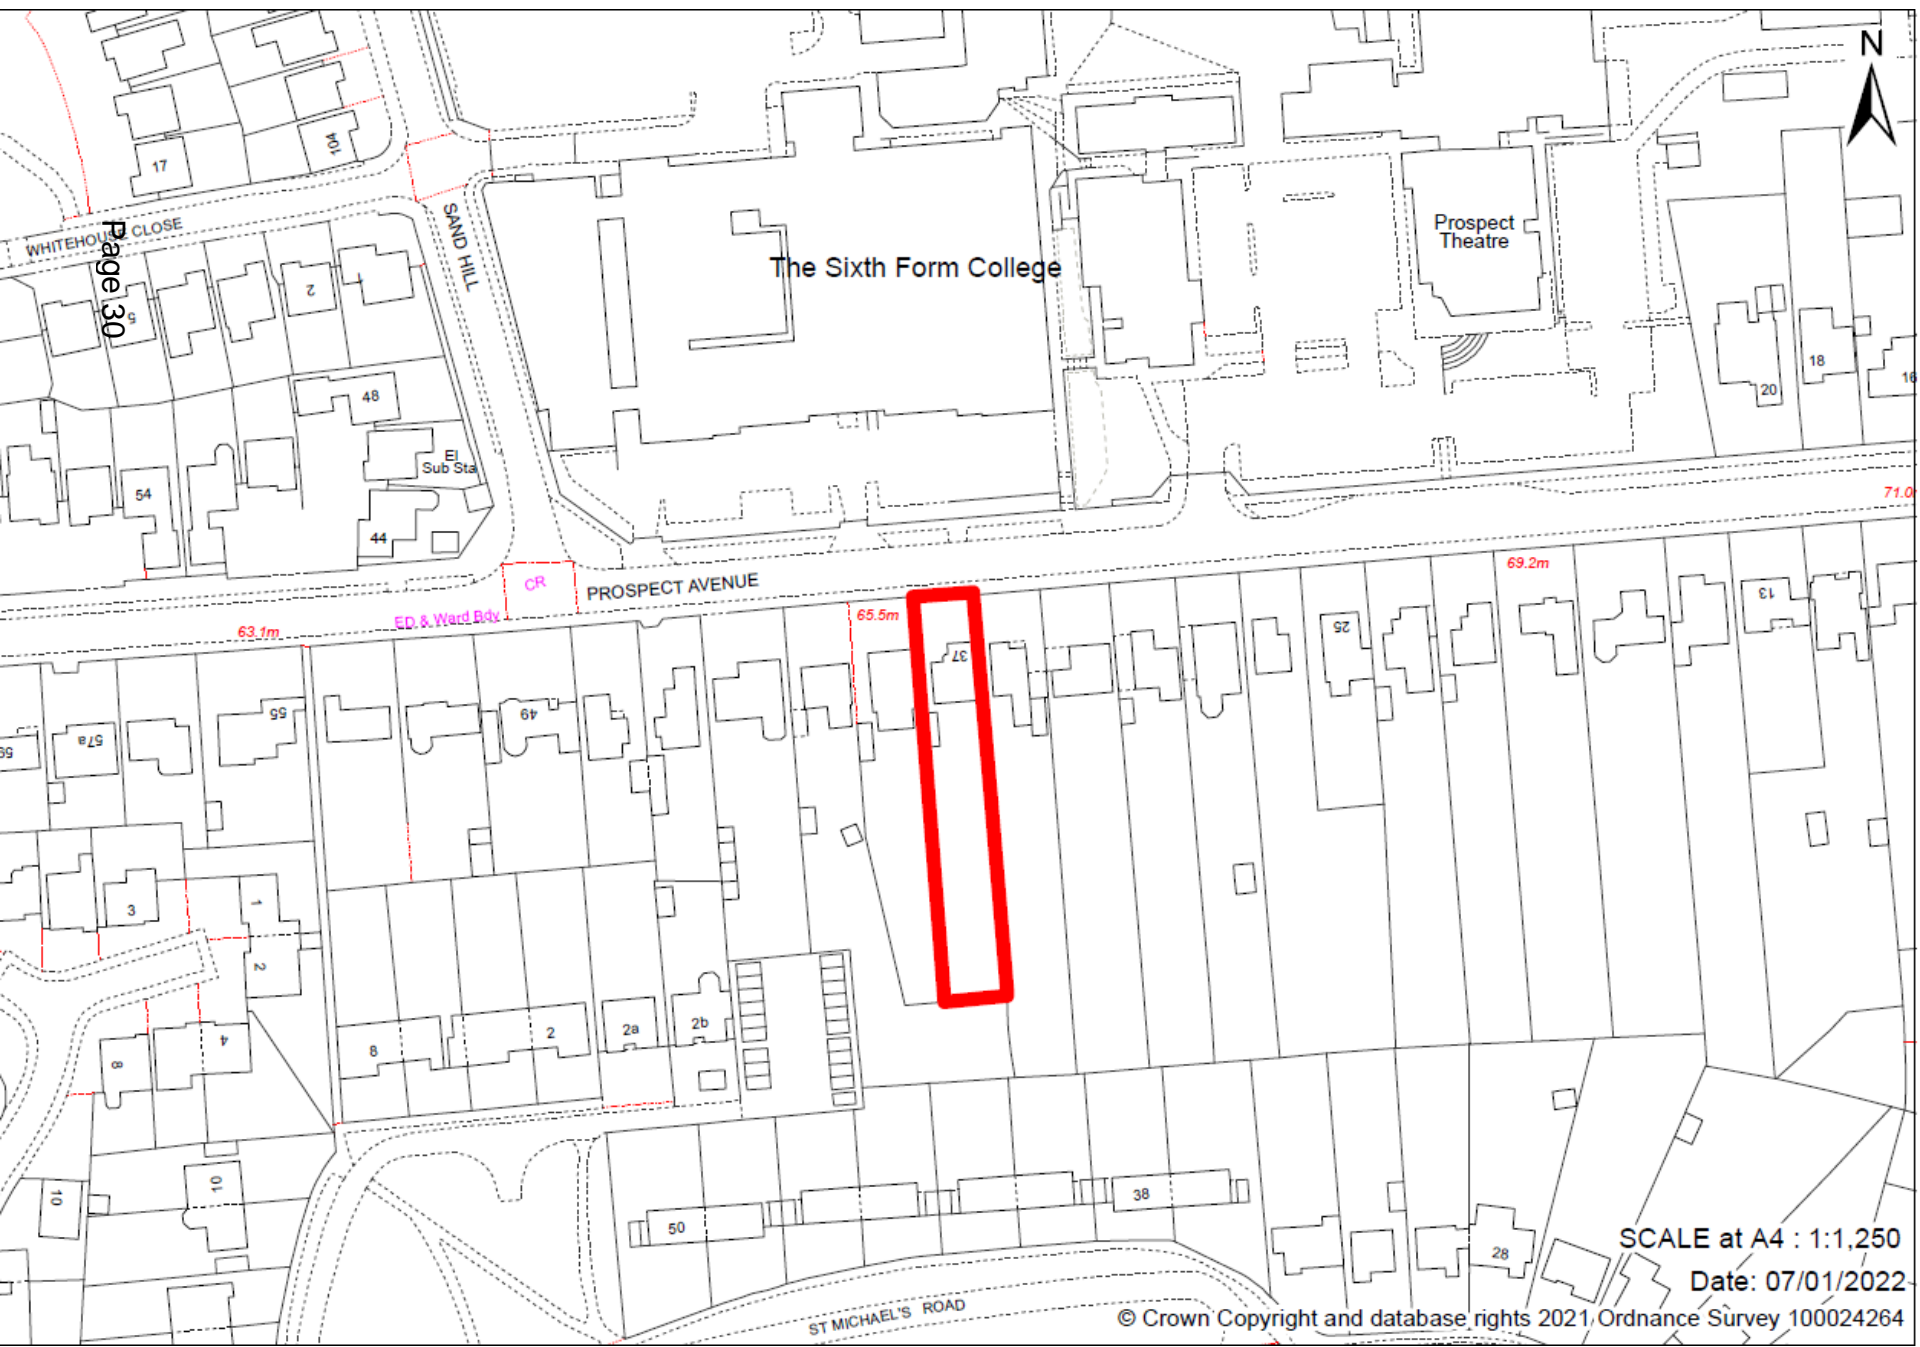 N
104
17
SAND HILL
WHITEHOUSE CLOSE
Page 30
Prospect
Theatre
The Sixth Form College
5
2
1
48
18
16
20
El
Sub Sta
54
44
71.0
69.2m
CR
PROSPECT AVENUE
ED & Ward Bdy
65.5m
63.1m
13
25
37
49
55
57a
59
3
1
2
8
4
8
2
2a
2b
10
10
50
38
28
SCALE at A4 : 1:1,250
Date: 07/01/2022
ST MICHAEL'S ROAD
© Crown Copyright and database rights 2021 Ordnance Survey 100024264